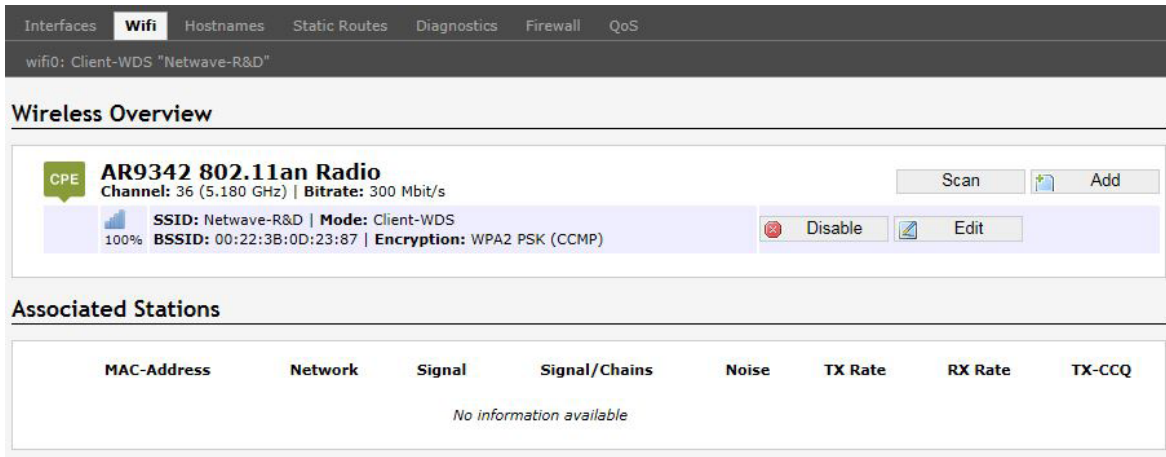 Interfaces Wifi Hostnames Static Routes Diagnostics Firewall QoS
wifi0: Client-WDS "Netwave-R&D"
Wireless Overview
CPE
AR9342 802.11an Radio
Channel: 36 (5.180 GHz) | Bitrate: 300 Mbit/s
Scan Add
SSID: Netwave-R&D | Mode: Client-WDS
100% BSSID: 00:22:3B:0D:23:87 | Encryption: WPA2 PSK (CCMP)
Disable Edit
Associated Stations
MAC-Address Network Signal Signal/Chains Noise TX Rate RX Rate TX-CCQ
No information available